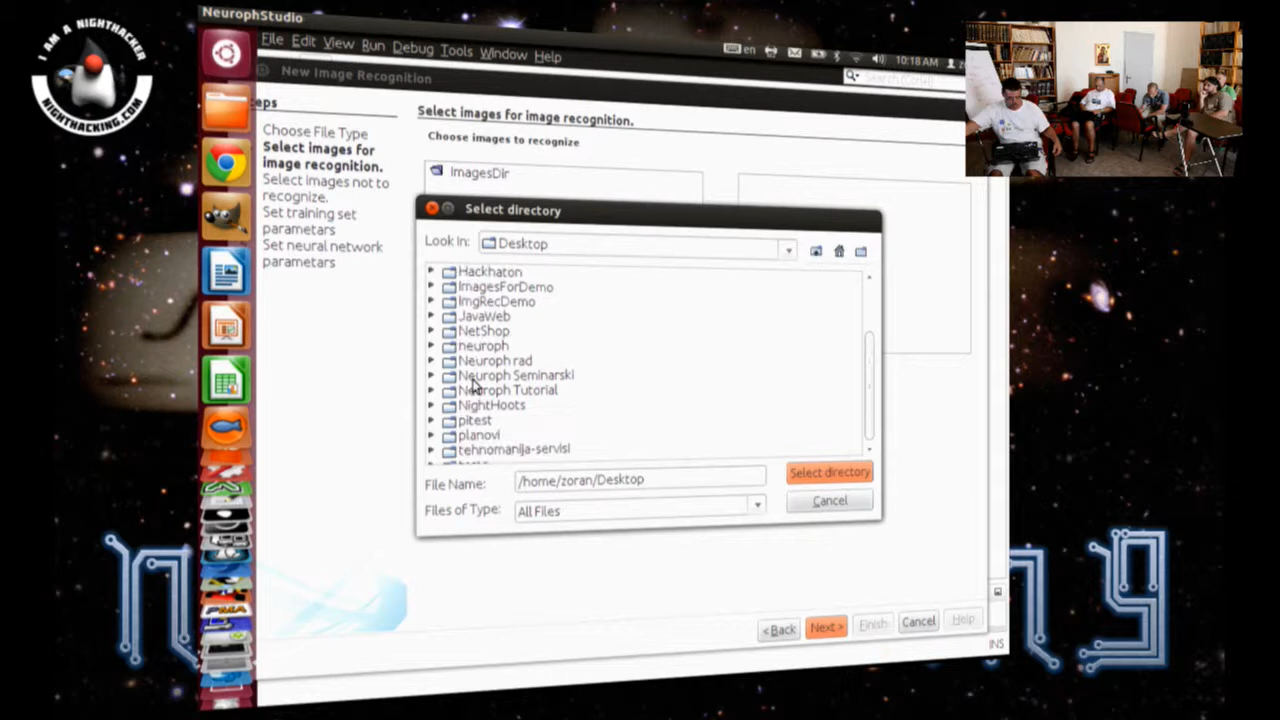 I AM A NIGHTHACKER
NIGHTHACKING.COM
NeurophStudio
File Edit View Run Debug Tools Window Help
en
10:18 AM
New Image Recognition
Search (Ctrl+I)
eps
Choose File Type
Select images for
image recognition.
Select images not to
recognize.
Set training set
parametars
Set neural network
parametars
Select images for image recognition.
Choose images to recognize
ImagesDir
Select directory
Look In:
Desktop
Hackhaton
ImagesForDemo
ImgRecDemo
JavaWeb
NetShop
neuroph
Neuroph rad
Neuroph Seminarski
Neuroph Tutorial
NightHoots
pitest
planovi
tehnomanija-servisi
File Name:
/home/zoran/Desktop
Select directory
Files of Type:
All Files
Cancel
< Back
Next >
Finish
Cancel
Help
INS
PMA